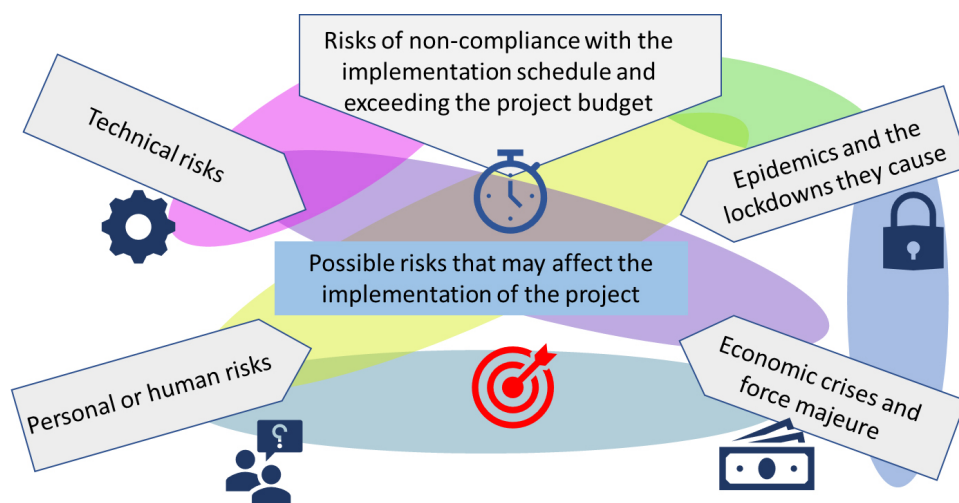 Risks of non-compliance with the
implementation schedule and
exceeding the project budget
Technical risks
Epidemics and the
lockdowns they cause
Possible risks that may affect the
implementation of the project
Personal or human risks
Economic crises and
force majeure
?